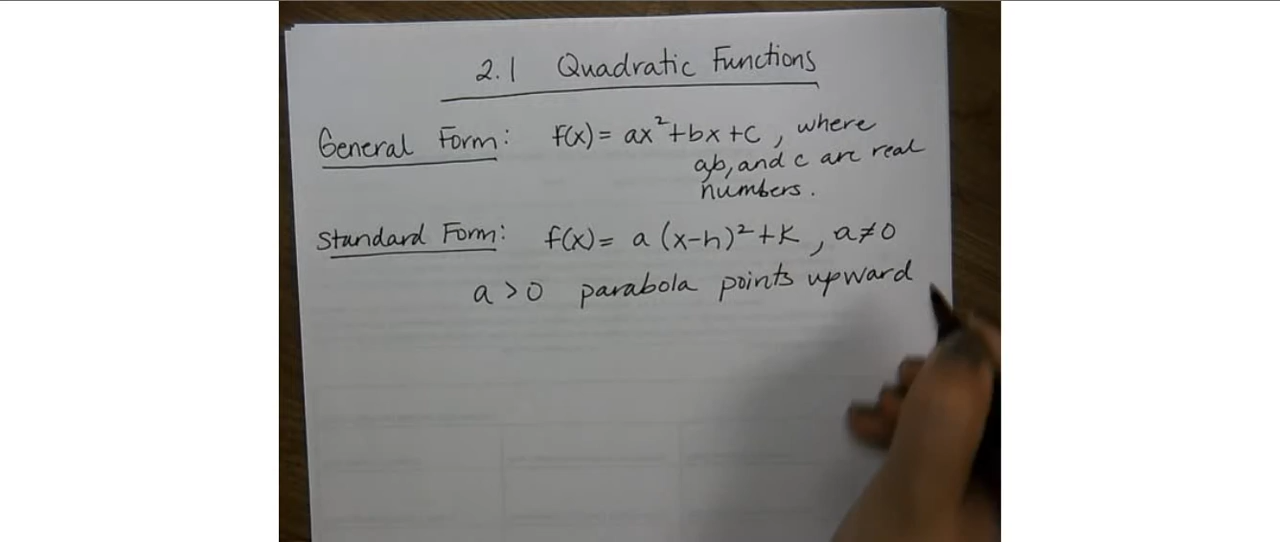 2.1 Quadratic Functions
General Form: f(x) = ax²+bx+c, where
a,b, and c are real
numbers.
Standard Form: f(x) = a (x-h)²+k, a≠0
a>0 parabola points upward